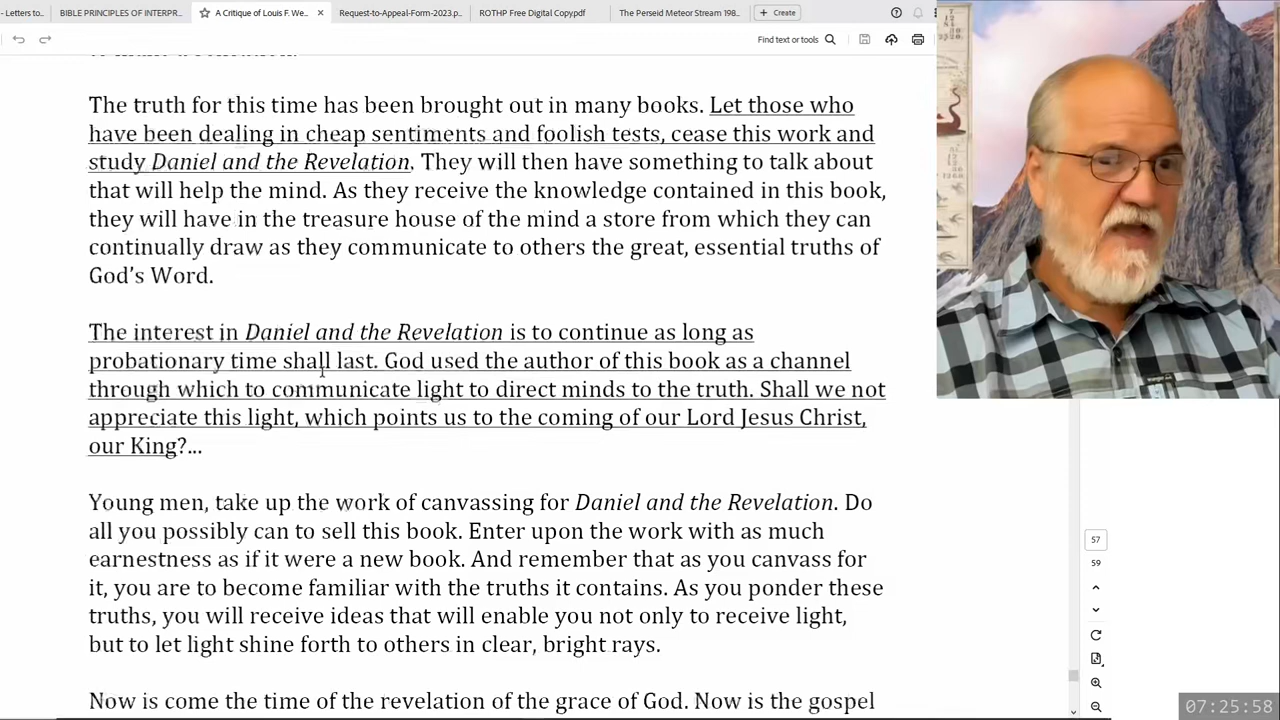 - Letters to...
BIBLE PRINCIPLES OF INTERPR...
A Critique of Louis F. We...
Request-to-Appeal-Form-2023.p...
ROTHP Free Digital Copy.pdf
The Perseid Meteor Stream 198...
+ Create
Find text or tools
The truth for this time has been brought out in many books. Let those who
have been dealing in cheap sentiments and foolish tests, cease this work and
study Daniel and the Revelation. They will then have something to talk about
that will help the mind. As they receive the knowledge contained in this book,
they will have in the treasure house of the mind a store from which they can
continually draw as they communicate to others the great, essential truths of
God's Word.
The interest in Daniel and the Revelation is to continue as long as
probationary time shall last. God used the author of this book as a channel
through which to communicate light to direct minds to the truth. Shall we not
appreciate this light, which points us to the coming of our Lord Jesus Christ,
our King?...
Young men, take up the work of canvassing for Daniel and the Revelation. Do
all you possibly can to sell this book. Enter upon the work with as much
earnestness as if it were a new book. And remember that as you canvass for
it, you are to become familiar with the truths it contains. As you ponder these
truths, you will receive ideas that will enable you not only to receive light,
but to let light shine forth to others in clear, bright rays.
Now is come the time of the revelation of the grace of God. Now is the gospel
57
59
07:25:58